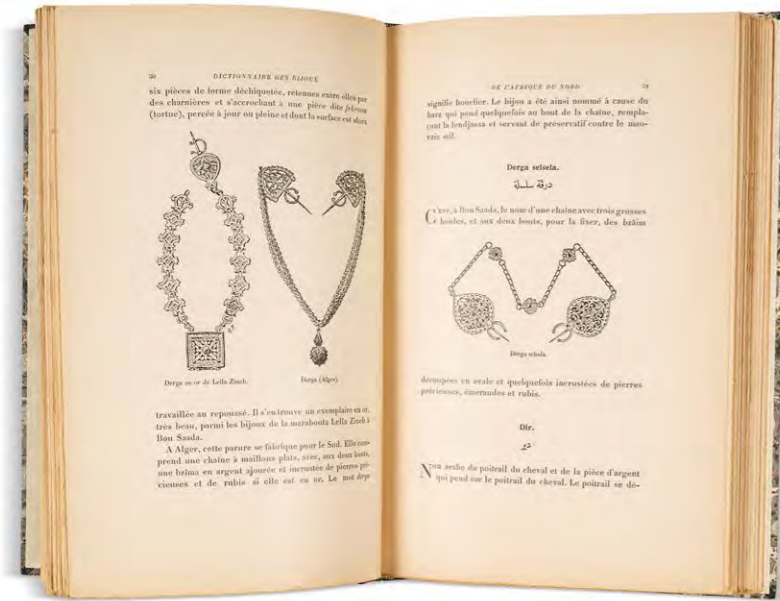 30
DICTIONNAIRE DES BIJOUX
six pièces de forme déchiquetée, retenues entre elles par
des charnières et s'accrochant à une pièce dite fekroun
(tortue), percée à jour ou pleine et dont la surface est alors
Derga en or de Lella Zineb.
Derga (Alger).
travaillée au repoussé. Il s'en trouve un exemplaire en or,
très beau, parmi les bijoux de la marabouta Lella Zineb à
Bou Saada.
A Alger, cette parure se fabrique pour le Sud. Elle com-
prend une chaîne à maillons plats, avec, aux deux bouts,
une bzima en argent ajourée et incrustée de pierres pré-
cieuses et de rubis si elle est en or. Le mot derga
DE L'AFRIQUE DU NORD
31
signifie bouclier. Le bijou a été ainsi nommé à cause du
harz qui pend quelquefois au bout de la chaîne, rempla-
çant la fendjassa et servant de préservatif contre le mau-
vais œil.
Derga selsela.
درقة سلسلة
C'est, à Bou Saada, le nom d'une chaîne avec trois grosses
boules, et aux deux bouts, pour la fixer, des bzâim
Derga selsela.
découpées en ovale et quelquefois incrustées de pierres
précieuses, émeraudes et rubis.
Dir.
دير
Nom arabe du poitrail du cheval et de la pièce d'argent
qui pend sur le poitrail du cheval. Le poitrail se dé-